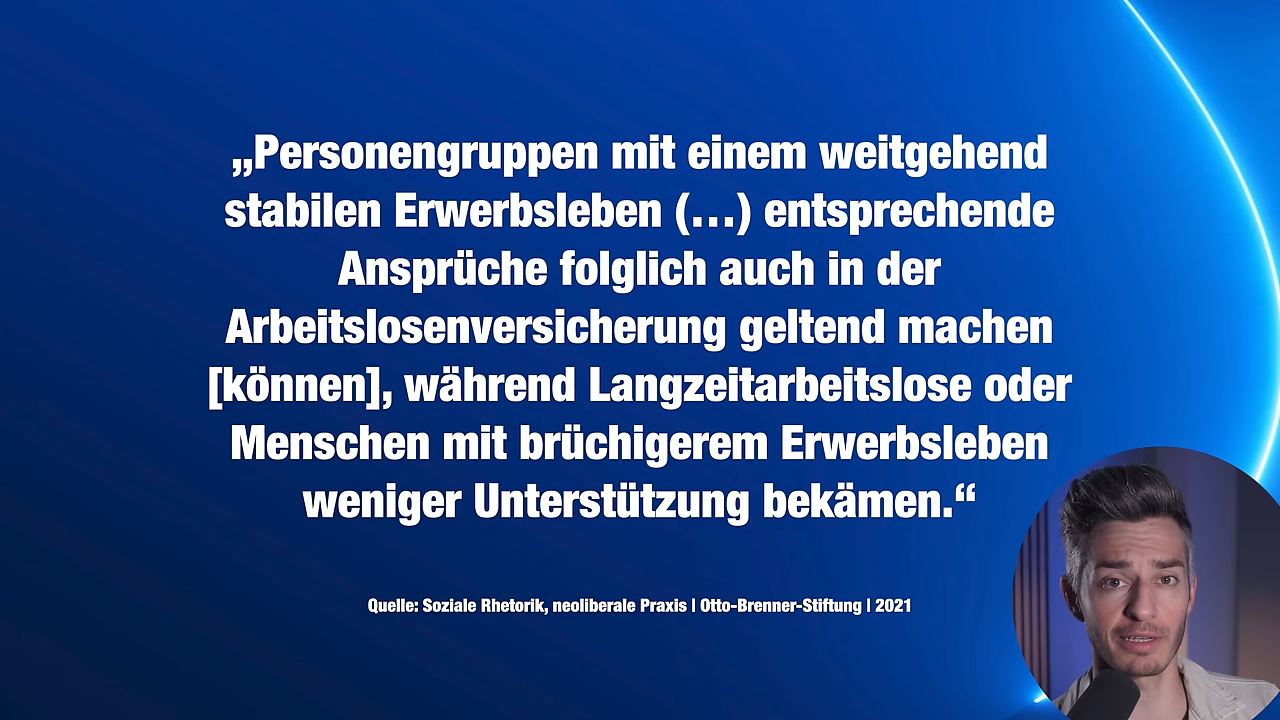 „Personengruppen mit einem weitgehend
stabilen Erwerbsleben (…) entsprechende
Ansprüche folglich auch in der
Arbeitslosenversicherung geltend machen
[können], während Langzeitarbeitslose oder
Menschen mit brüchigerem Erwerbsleben
weniger Unterstützung bekämen.“
Quelle: Soziale Rhetorik, neoliberale Praxis | Otto-Brenner-Stiftung | 2021